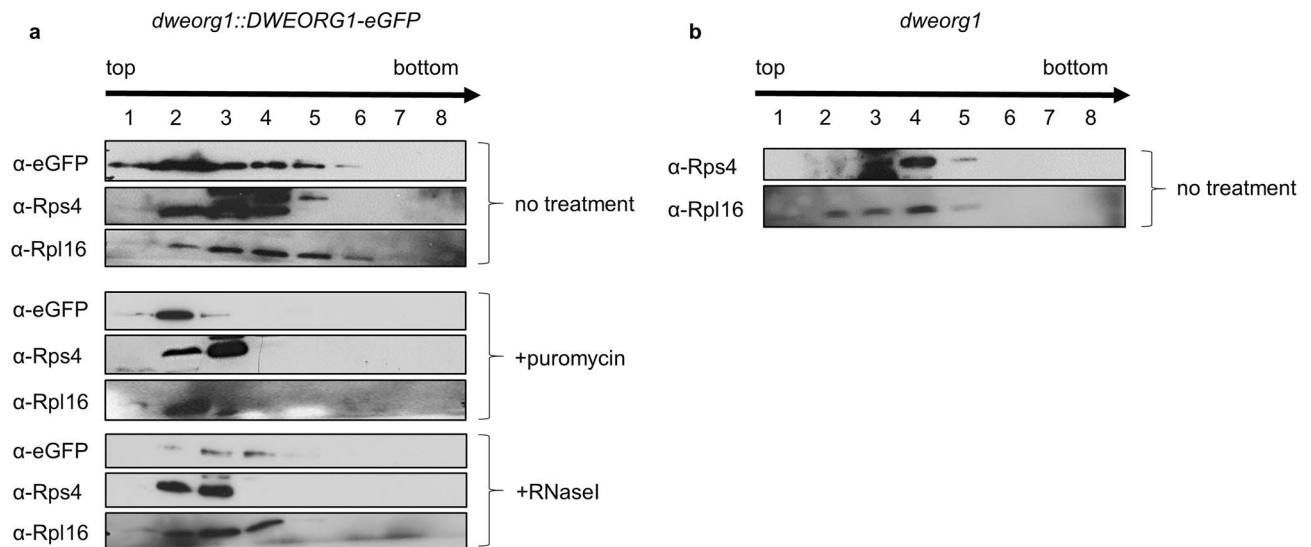 dweorg1::DWEORG1-eGFP
a
top bottom
1 2 3 4 5 6 7 8
α-eGFP
α-Rps4
α-Rpl16
no treatment
α-eGFP
α-Rps4
α-Rpl16
+puromycin
α-eGFP
α-Rps4
α-Rpl16
+RNaseI
dweorg1
b
top bottom
1 2 3 4 5 6 7 8
α-Rps4
α-Rpl16
no treatment